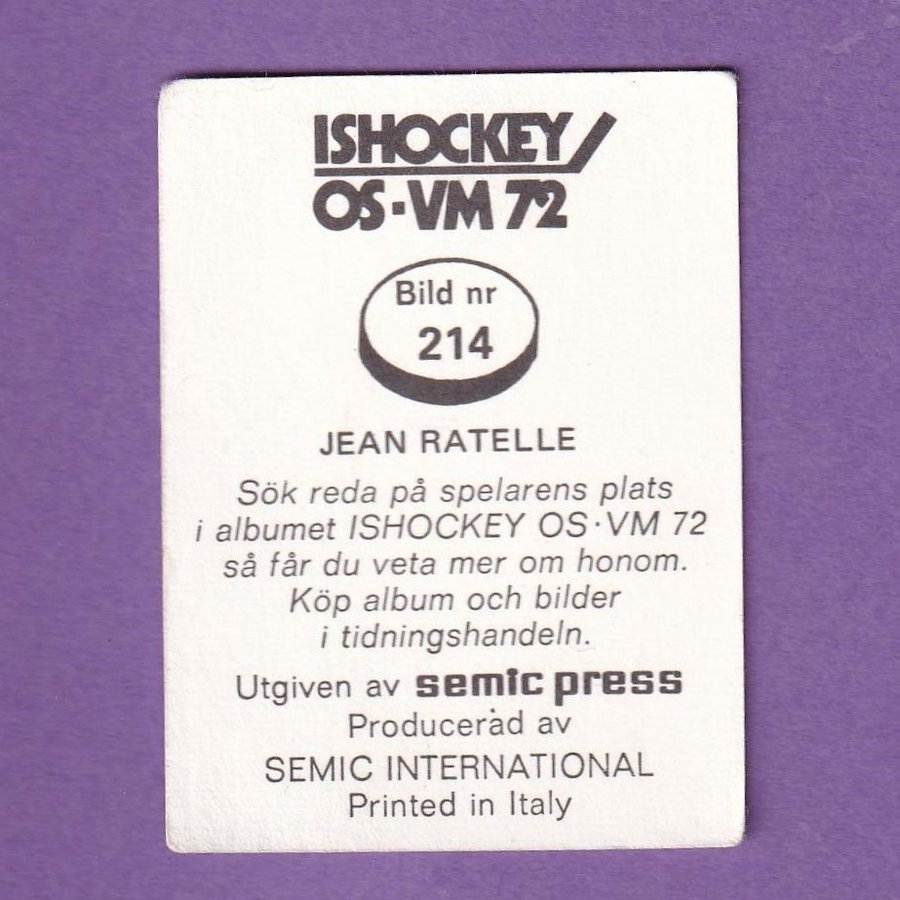 ISHOCKEY
OS·VM 72
Bild nr
214
JEAN RATELLE
Sök reda på spelarens plats
i albumet ISHOCKEY OS·VM 72
så får du veta mer om honom.
Köp album och bilder
i tidningshandeln.
Utgiven av semic press
Producerad av
SEMIC INTERNATIONAL
Printed in Italy